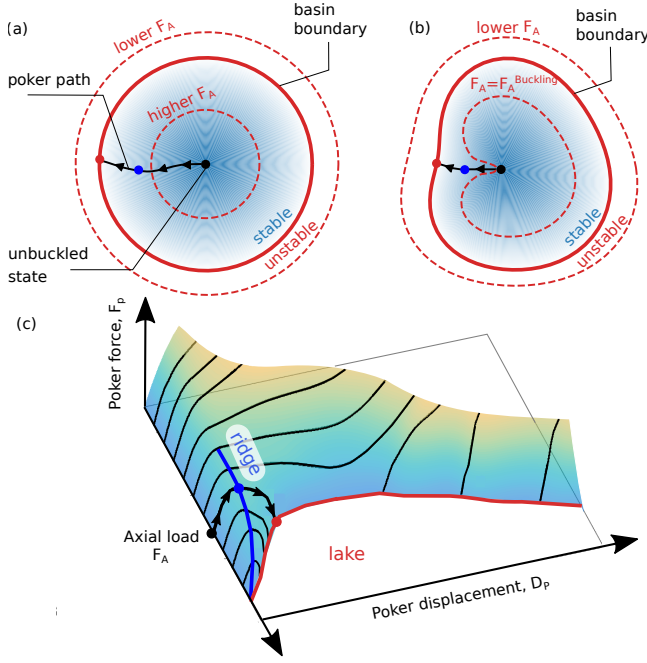 (a)
lower F_A
basin
boundary
poker path
higher F_A
stable
unstable
unbuckled
state
(b)
lower F_A
basin
boundary
F_A=F_A^Buckling
stable
unstable
(c)
Poker force, F_p
ridge
Axial load
F_A
lake
Poker displacement, D_P